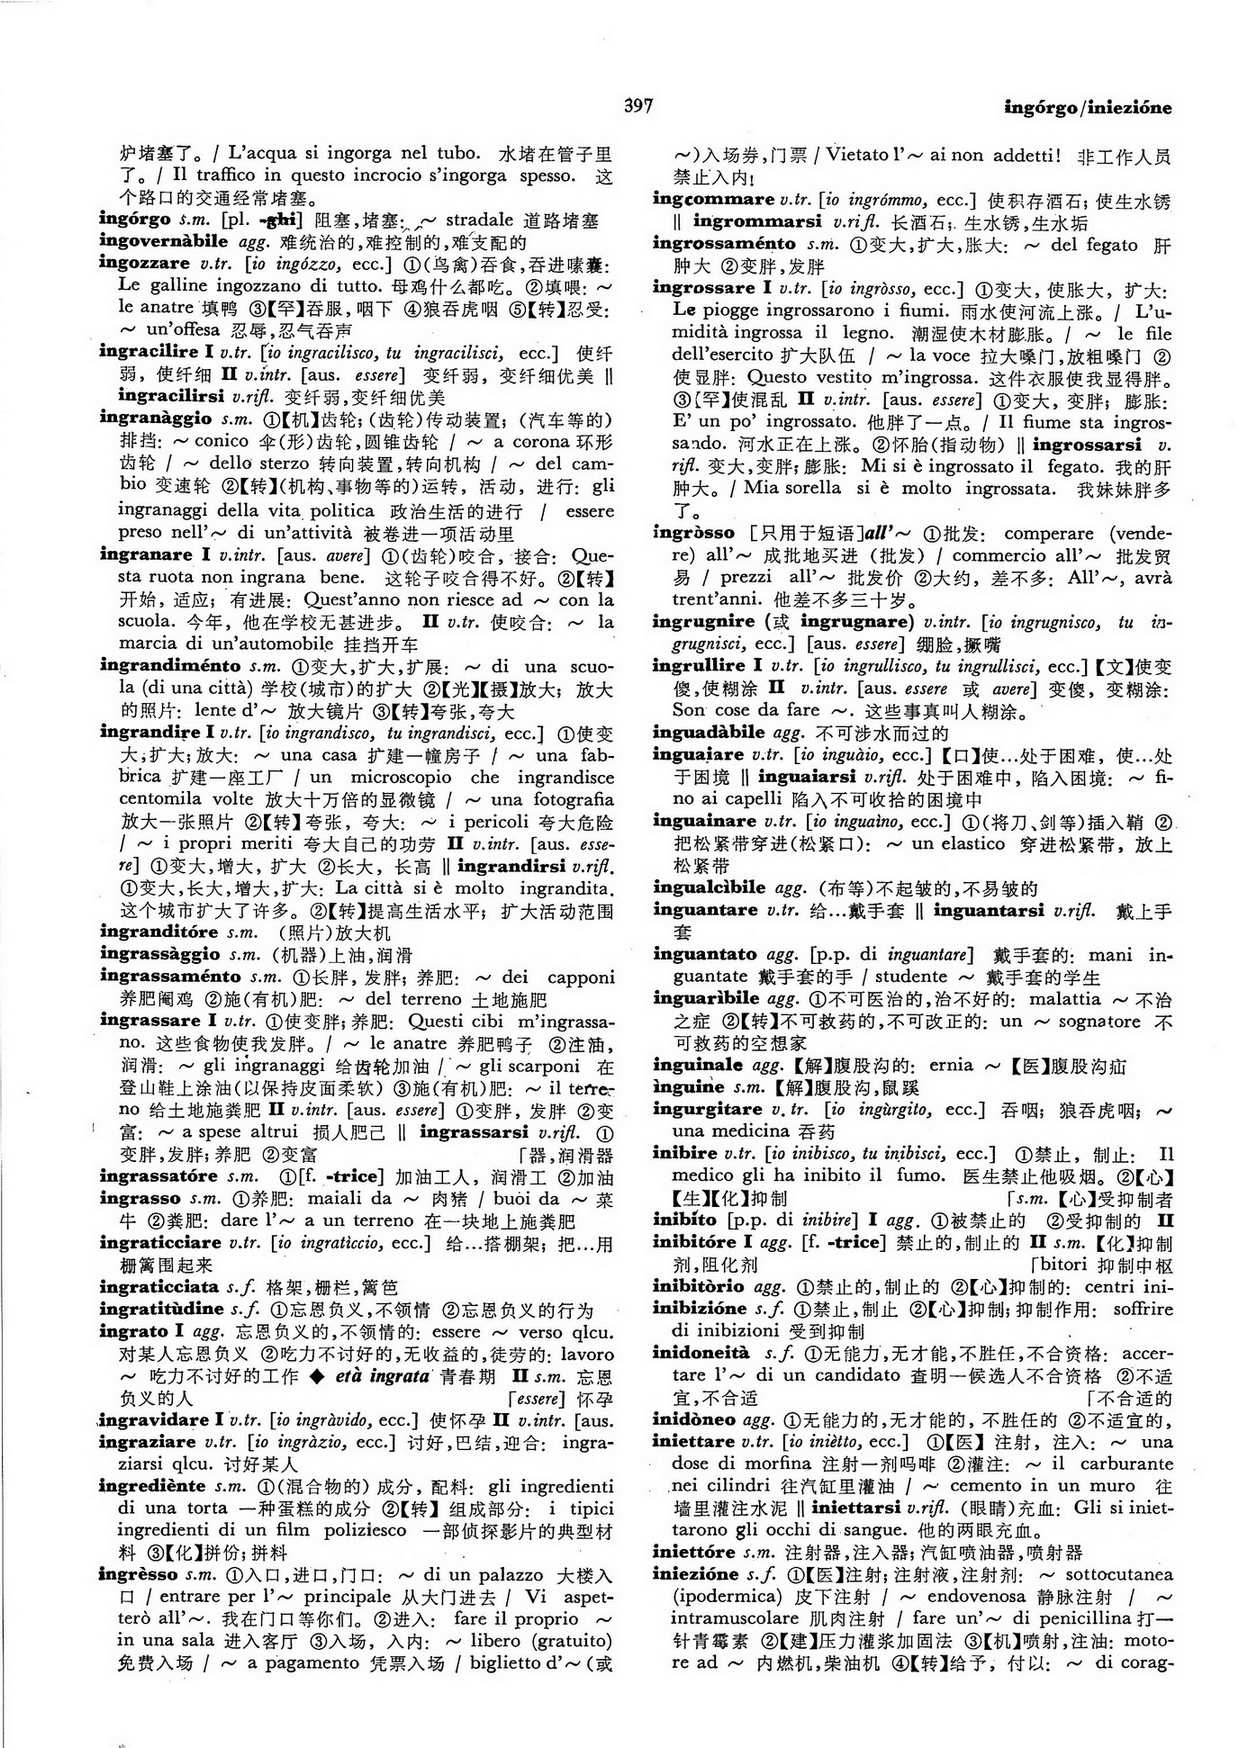 397
ingórgo/iniezióne
炉堵塞了。/ L'acqua si ingorga nel tubo. 水堵在管子里
了。/ Il traffico in questo incrocio s'ingorga spesso. 这
个路口的交通经常堵塞。
ingórgo s.m. [pl. -ghi] 阻塞,堵塞: ~ stradale 道路堵塞
ingovernàbile agg. 难统治的,难控制的,难支配的
ingozzare v.tr. [io ingózzo, ecc.] ①(鸟禽)吞食,吞进嗉囊:
Le galline ingozzano di tutto. 母鸡什么都吃。②填喂: ~
le anatre 填鸭 ③【罕】吞服,咽下 ④狼吞虎咽 ⑤【转】忍受:
~ un'offesa 忍辱,忍气吞声
ingracilire I v.tr. [io ingracilisco, tu ingracilisci, ecc.] 使纤
弱, 使纤细 II v.intr. [aus. essere] 变纤弱, 变纤细优美 ‖
ingracilirsi v.rifl. 变纤弱,变纤细优美
ingranàggio s.m. ①【机】齿轮; (齿轮)传动装置; (汽车等的)
排挡: ~ conico 伞(形)齿轮,圆锥齿轮 / ~ a corona 环形
齿轮 / ~ dello sterzo 转向装置,转向机构 / ~ del cam-
bio 变速轮 ②【转】(机构、事物等的)运转, 活动, 进行: gli
ingranaggi della vita politica 政治生活的进行 / essere
preso nell'~ di un'attività 被卷进一项活动里
ingranare I v.intr. [aus. avere] ①(齿轮)咬合, 接合: Que-
sta ruota non ingrana bene. 这轮子咬合得不好。②【转】
开始, 适应; 有进展: Quest'anno non riesce ad ~ con la
scuola. 今年, 他在学校无甚进步。 II v.tr. 使咬合: ~ la
marcia di un'automobile 挂挡开车
ingrandiménto s.m. ①变大,扩大,扩展: ~ di una scuo-
la (di una città) 学校(城市)的扩大 ②【光】【摄】放大; 放大
的照片: lente d'~ 放大镜片 ③【转】夸张,夸大
ingrandire I v.tr. [io ingrandisco, tu ingrandisci, ecc.] ①使变
大;扩大;放大: ~ una casa 扩建一幢房子 / ~ una fab-
brica 扩建一座工厂 / un microscopio che ingrandisce
centomila volte 放大十万倍的显微镜 / ~ una fotografia
放大一张照片 ②【转】夸张, 夸大: ~ i pericoli 夸大危险
/ ~ i propri meriti 夸大自己的功劳 II v.intr. [aus. esse-
re] ①变大,增大, 扩大 ②长大, 长高 ‖ ingrandirsi v.rifl.
①变大,长大,增大,扩大: La città si è molto ingrandita.
这个城市扩大了许多。②【转】提高生活水平; 扩大活动范围
ingranditóre s.m. (照片)放大机
ingrassàggio s.m. (机器)上油,润滑
ingrassaménto s.m. ①长胖, 发胖; 养肥: ~ dei capponi
养肥阉鸡 ②施(有机)肥: ~ del terreno 土地施肥
ingrassare I v.tr. ①使变胖; 养肥: Questi cibi m'ingrassa-
no. 这些食物使我发胖。/ ~ le anatre 养肥鸭子 ②注油,
润滑: ~ gli ingranaggi 给齿轮加油 / ~ gli scarponi 在
登山鞋上涂油(以保持皮面柔软) ③施(有机)肥: ~ il terre-
no 给土地施粪肥 II v.intr. [aus. essere] ①变胖, 发胖 ②变
富: ~ a spese altrui 损人肥己 ‖ ingrassarsi v.rifl. ①
变胖,发胖; 养肥 ②变富 「器,润滑器
ingrassatóre s.m. ①[f. -trice] 加油工人, 润滑工 ②加油
ingrasso s.m. ①养肥: maiali da ~ 肉猪 / buoi da ~ 菜
牛 ②粪肥: dare l'~ a un terreno 在一块地上施粪肥
ingraticciare v.tr. [io ingraticcio, ecc.] 给…搭棚架; 把…用
栅篱围起来
ingraticciata s.f. 格架,栅栏,篱笆
ingratitùdine s.f. ①忘恩负义,不领情 ②忘恩负义的行为
ingrato I agg. 忘恩负义的,不领情的: essere ~ verso qlcu.
对某人忘恩负义 ②吃力不讨好的,无收益的,徒劳的: lavoro
~ 吃力不讨好的工作 ◆ età ingrata 青春期 II s.m. 忘恩
负义的人 「essere] 怀孕
ingravidare I v.tr. [io ingràvido, ecc.] 使怀孕 II v.intr. [aus.
ingraziare v.tr. [io ingràzio, ecc.] 讨好,巴结,迎合: ingra-
ziarsi qlcu. 讨好某人
ingrediènte s.m. ①(混合物的) 成分, 配料: gli ingredienti
di una torta 一种蛋糕的成分 ②【转】 组成部分: i tipici
ingredienti di un film poliziesco 一部侦探影片的典型材
料 ③【化】拼份; 拼料
ingrèsso s.m. ①入口,进口,门口: ~ di un palazzo 大楼入
口 / entrare per l'~ principale 从大门进去 / Vi aspet-
terò all'~. 我在门口等你们。②进入: fare il proprio ~
in una sala 进入客厅 ③入场, 入内: ~ libero (gratuito)
免费入场 / ~ a pagamento 凭票入场 / biglietto d'~ (或
~)入场券,门票 / Vietato l'~ ai non addetti! 非工作人员
禁止入内!
ingrommare v.tr. [io ingrómmo, ecc.] 使积存酒石; 使生水锈
‖ ingrommarsi v.rifl. 长酒石; 生水锈,生水垢
ingrossaménto s.m. ①变大,扩大,胀大: ~ del fegato 肝
肿大 ②变胖,发胖
ingrossare I v.tr. [io ingròsso, ecc.] ①变大, 使胀大, 扩大:
Le piogge ingrossarono i fiumi. 雨水使河流上涨。/ L'u-
midità ingrossa il legno. 潮湿使木材膨胀。/ ~ le file
dell'esercito 扩大队伍 / ~ la voce 拉大嗓门,放粗嗓门 ②
使显胖: Questo vestito m'ingrossa. 这件衣服使我显得胖。
③〔罕】使混乱 II v.intr. [aus. essere] ①变大, 变胖; 膨胀:
E' un po' ingrossato. 他胖了一点。/ Il fiume sta ingros-
sando. 河水正在上涨。②怀胎(指动物) ‖ ingrossarsi v.
rifl. 变大,变胖; 膨胀: Mi si è ingrossato il fegato. 我的肝
肿大。/ Mia sorella si è molto ingrossata. 我妹妹胖多
了。
ingròsso [只用于短语]all'~ ①批发: comperare (vende-
re) all'~ 成批地买进 (批发) / commercio all'~ 批发贸
易 / prezzi all'~ 批发价 ②大约, 差不多: All'~, avrà
trent'anni. 他差不多三十岁。
ingrugnire (或 ingrugnare) v.intr. [io ingrugnisco, tu in-
grugnisci, ecc.] [aus. essere] 绷脸,撅嘴
ingrullire I v.tr. [io ingrullisco, tu ingrullisci, ecc.]【文】使变
傻,使糊涂 II v.intr. [aus. essere 或 avere] 变傻, 变糊涂:
Son cose da fare ~. 这些事真叫人糊涂。
inguadàbile agg. 不可涉水而过的
inguaiare v.tr. [io inguàio, ecc.]【口】使…处于困难, 使…处
于困境 ‖ inguaiarsi v.rifl. 处于困难中, 陷入困境: ~ fi-
no ai capelli 陷入不可收拾的困境中
inguainare v.tr. [io inguaìno, ecc.] ①(将刀、剑等)插入鞘 ②
把松紧带穿进(松紧口): ~ un elastico 穿进松紧带, 放上
松紧带
ingualcìbile agg. (布等)不起皱的,不易皱的
inguantare v.tr. 给…戴手套 ‖ inguantarsi v.rifl. 戴上手
套
inguantato agg. [p.p. di inguantare] 戴手套的: mani in-
guantate 戴手套的手 / studente ~ 戴手套的学生
inguarìbile agg. ①不可医治的,治不好的: malattia ~ 不治
之症 ②【转】不可救药的,不可改正的: un ~ sognatore 不
可救药的空想家
inguinale agg.【解】腹股沟的: ernia ~【医】腹股沟疝
ìnguine s.m.【解】腹股沟,鼠蹊
ingurgitare v.tr. [io ingùrgito, ecc.] 吞咽; 狼吞虎咽; ~
una medicina 吞药
inibire v.tr. [io inibisco, tu inibisci, ecc.] ①禁止, 制止: Il
medico gli ha inibito il fumo. 医生禁止他吸烟。②【心】
【生】【化】抑制 「s.m.【心】受抑制者
inibíto [p.p. di inibire] I agg. ①被禁止的 ②受抑制的 II
inibitóre I agg. [f. -trice] 禁止的,制止的 II s.m.【化】抑制
剂,阻化剂 「bitori 抑制中枢
inibitòrio agg. ①禁止的,制止的 ②【心】抑制的: centri ini-
inibizióne s.f. ①禁止,制止 ②【心】抑制; 抑制作用: soffrire
di inibizioni 受到抑制
inidoneità s.f. ①无能力,无才能,不胜任,不合资格: accer-
tare l'~ di un candidato 查明一候选人不合资格 ②不适
宜,不合适 「不合适的
inidòneo agg. ①无能力的,无才能的, 不胜任的 ②不适宜的,
iniettare v.tr. [io iniètto, ecc.] ①【医】注射, 注入: ~ una
dose di morfina 注射一剂吗啡 ②灌注: ~ il carburante
nei cilindri 往汽缸里灌油 / ~ cemento in un muro 往
墙里灌注水泥 ‖ iniettarsi v.rifl. (眼睛)充血: Gli si iniet-
tarono gli occhi di sangue. 他的两眼充血。
iniettóre s.m. 注射器,注入器; 汽缸喷油器,喷射器
iniezióne s.f. ①【医】注射; 注射液,注射剂: ~ sottocutanea
(ipodermica) 皮下注射 / ~ endovenosa 静脉注射 / ~
intramuscolare 肌肉注射 / fare un'~ di penicillina 打一
针青霉素 ②【建】压力灌浆加固法 ③【机】喷射,注油: moto-
re ad ~ 内燃机,柴油机 ④【转】给予, 付以: ~ di corag-